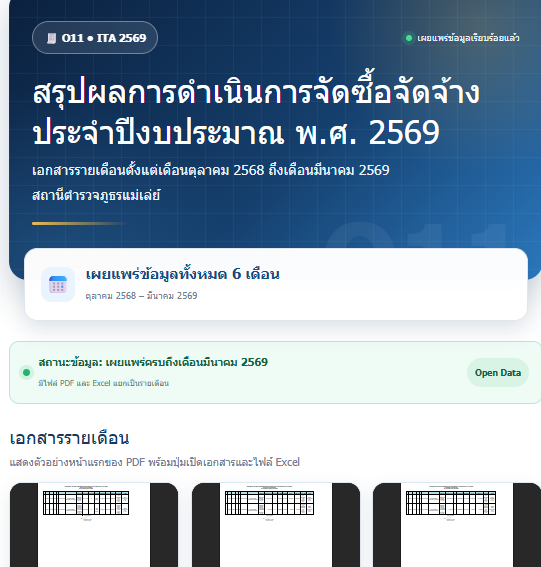 O11 • ITA 2569
เผยแพร่ข้อมูลเรียบร้อยแล้ว
สรุปผลการดำเนินการจัดซื้อจัดจ้าง
ประจำปีงบประมาณ พ.ศ. 2569
เอกสารรายเดือนตั้งแต่เดือนตุลาคม 2568 ถึงเดือนมีนาคม 2569
สถานีตำรวจภูธรแม่เล่ย์
O11
เผยแพร่ข้อมูลทั้งหมด 6 เดือน
ตุลาคม 2568 – มีนาคม 2569
สถานะข้อมูล: เผยแพร่ครบถึงเดือนมีนาคม 2569
มีไฟล์ PDF และ Excel แยกเป็นรายเดือน
Open Data
เอกสารรายเดือน
แสดงตัวอย่างหน้าแรกของ PDF พร้อมปุ่มเปิดเอกสารและไฟล์ Excel